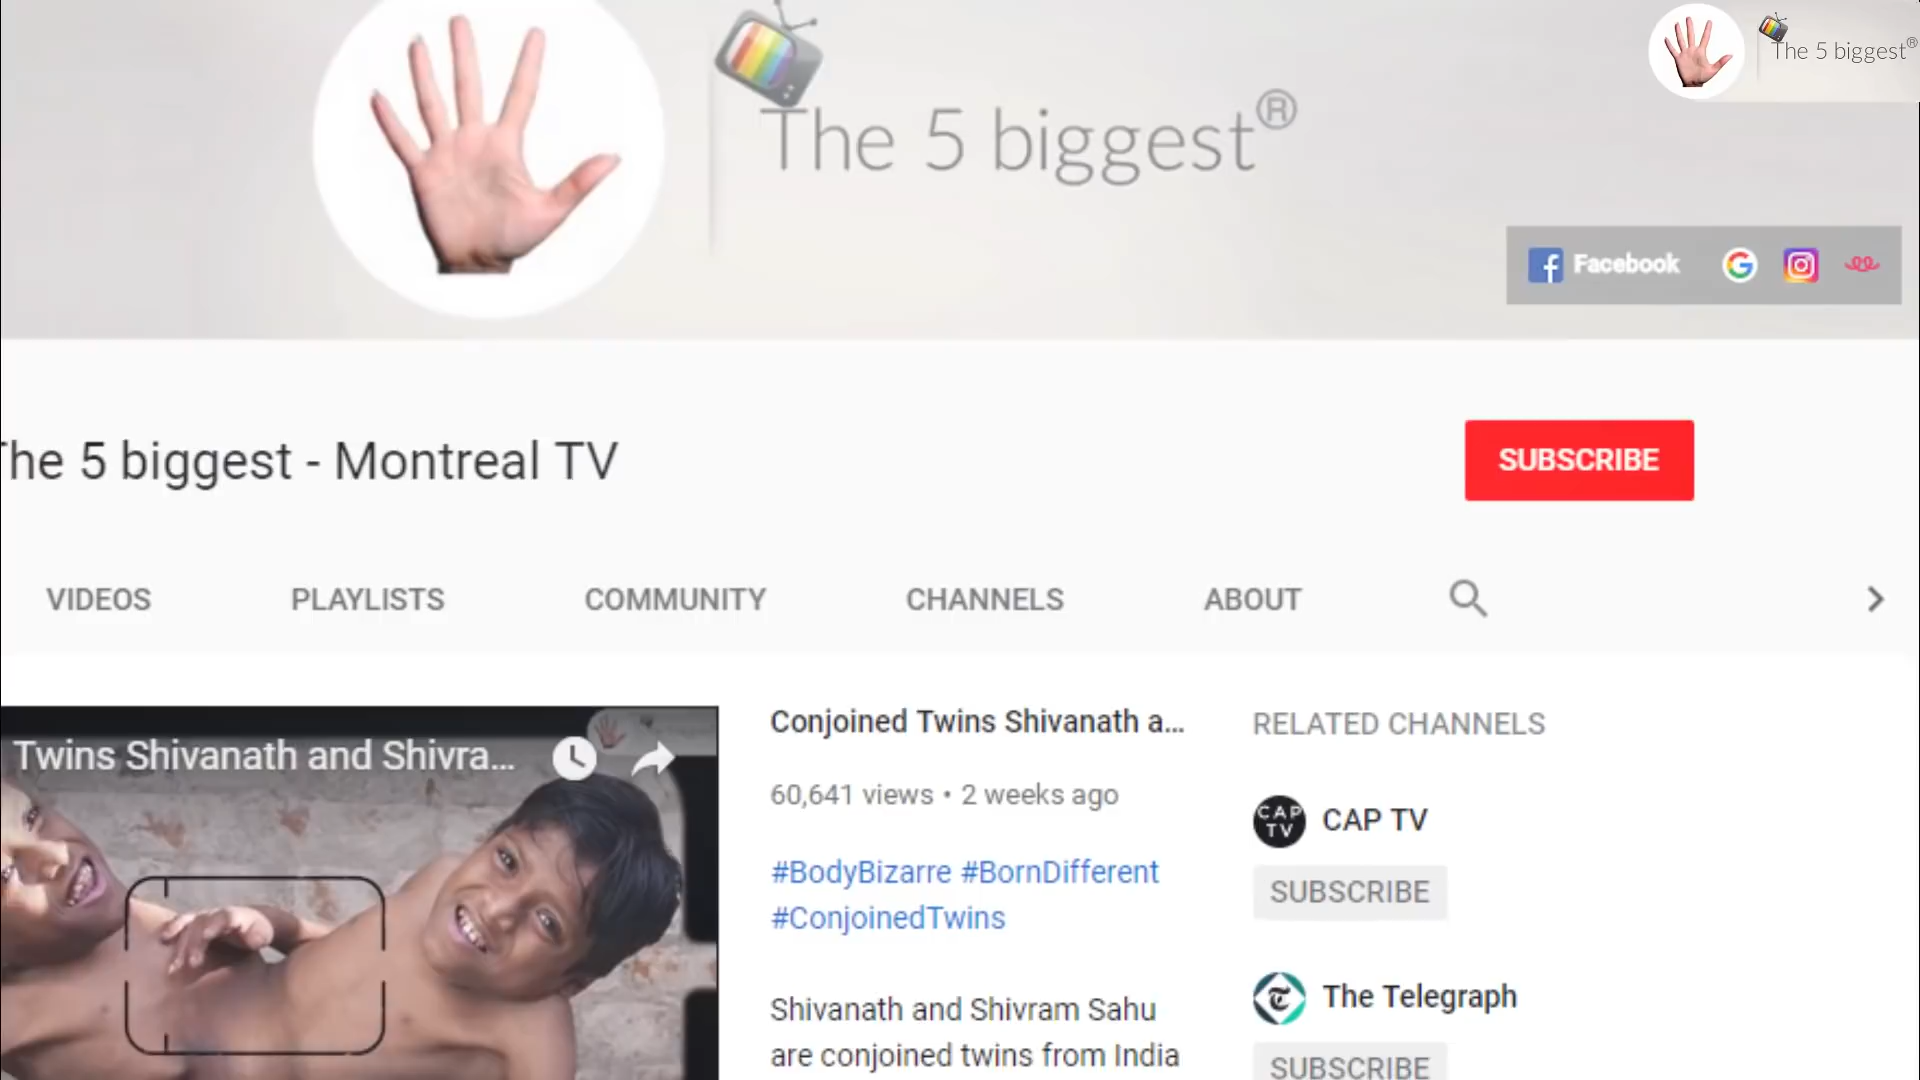 The 5 biggest®
The 5 biggest®
Facebook
The 5 biggest - Montreal TV
SUBSCRIBE
VIDEOS
PLAYLISTS
COMMUNITY
CHANNELS
ABOUT
Twins Shivanath and Shivra...
Conjoined Twins Shivanath a...
60,641 views • 2 weeks ago
#BodyBizarre #BornDifferent
#ConjoinedTwins
Shivanath and Shivram Sahu
are conjoined twins from India
RELATED CHANNELS
CAP TV
CAP TV
SUBSCRIBE
The Telegraph
SUBSCRIBE